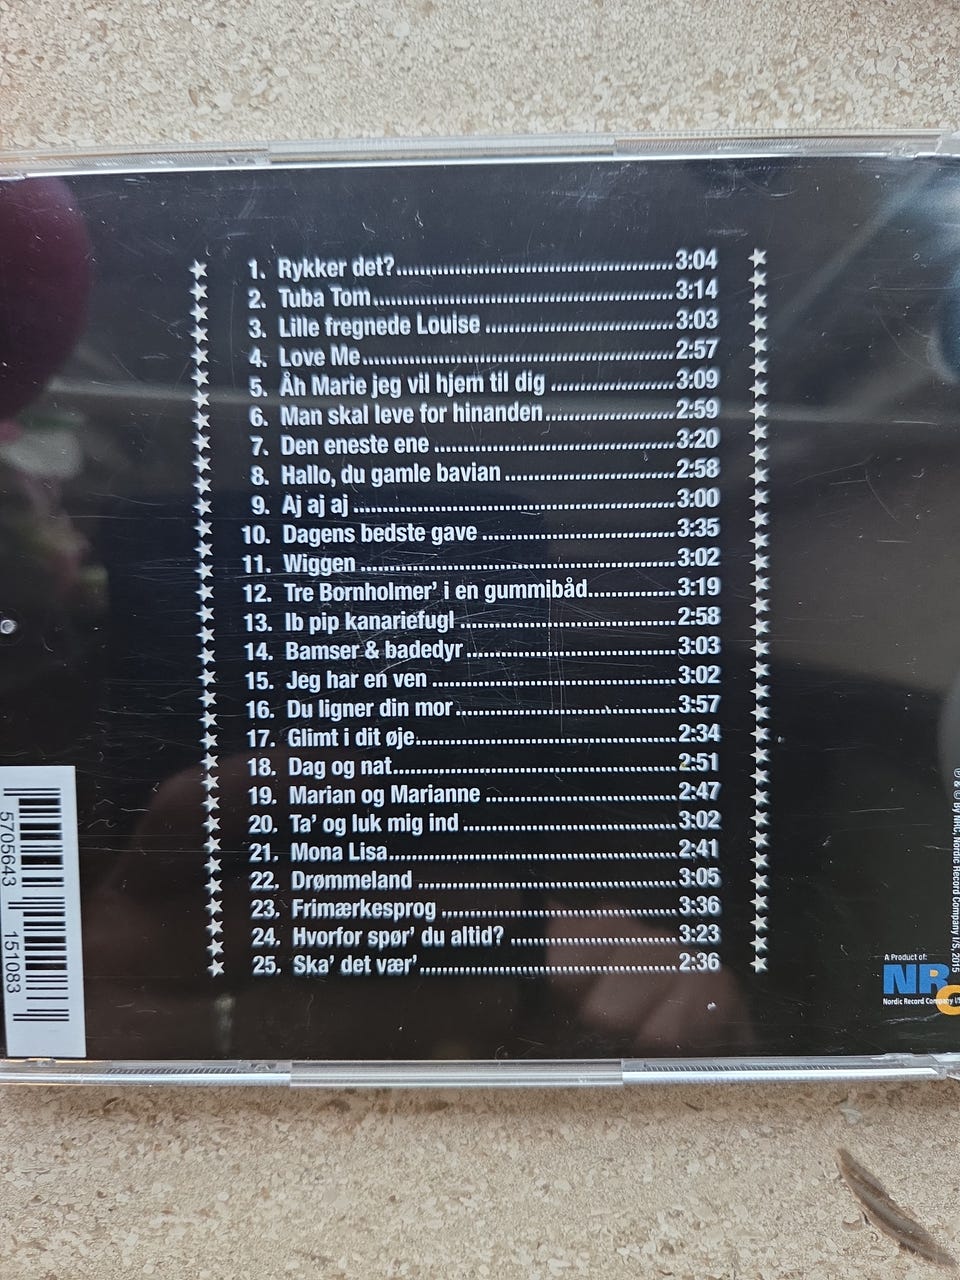 1. Rykker det?...3:04
2. Tuba Tom...3:14
3. Lille fregnede Louise...3:03
4. Love Me...2:57
5. Åh Marie jeg vil hjem til dig...3:09
6. Man skal leve for hinanden...2:59
7. Den eneste ene...3:20
8. Hallo, du gamle bavian...2:58
9. Aj aj aj...3:00
10. Dagens bedste gave...3:35
11. Wiggen...3:02
12. Tre Bornholmer' i en gummibåd...3:19
13. Ib pip kanariefugl...2:58
14. Bamser & badedyr...3:03
15. Jeg har en ven...3:02
16. Du ligner din mor...3:57
17. Glimt i dit øje...2:34
18. Dag og nat...2:51
19. Marian og Marianne...2:47
20. Ta' og luk mig ind...3:02
21. Mona Lisa...2:41
22. Drømmeland...3:05
23. Frimærkesprog...3:36
24. Hvorfor spør' du altid?...3:23
25. Ska' det vær'...2:36
5705643 151083
℗ & © By NRC, Nordic Record Company I/S, 2015
A Product of:
NRC
Nordic Record Company I/S